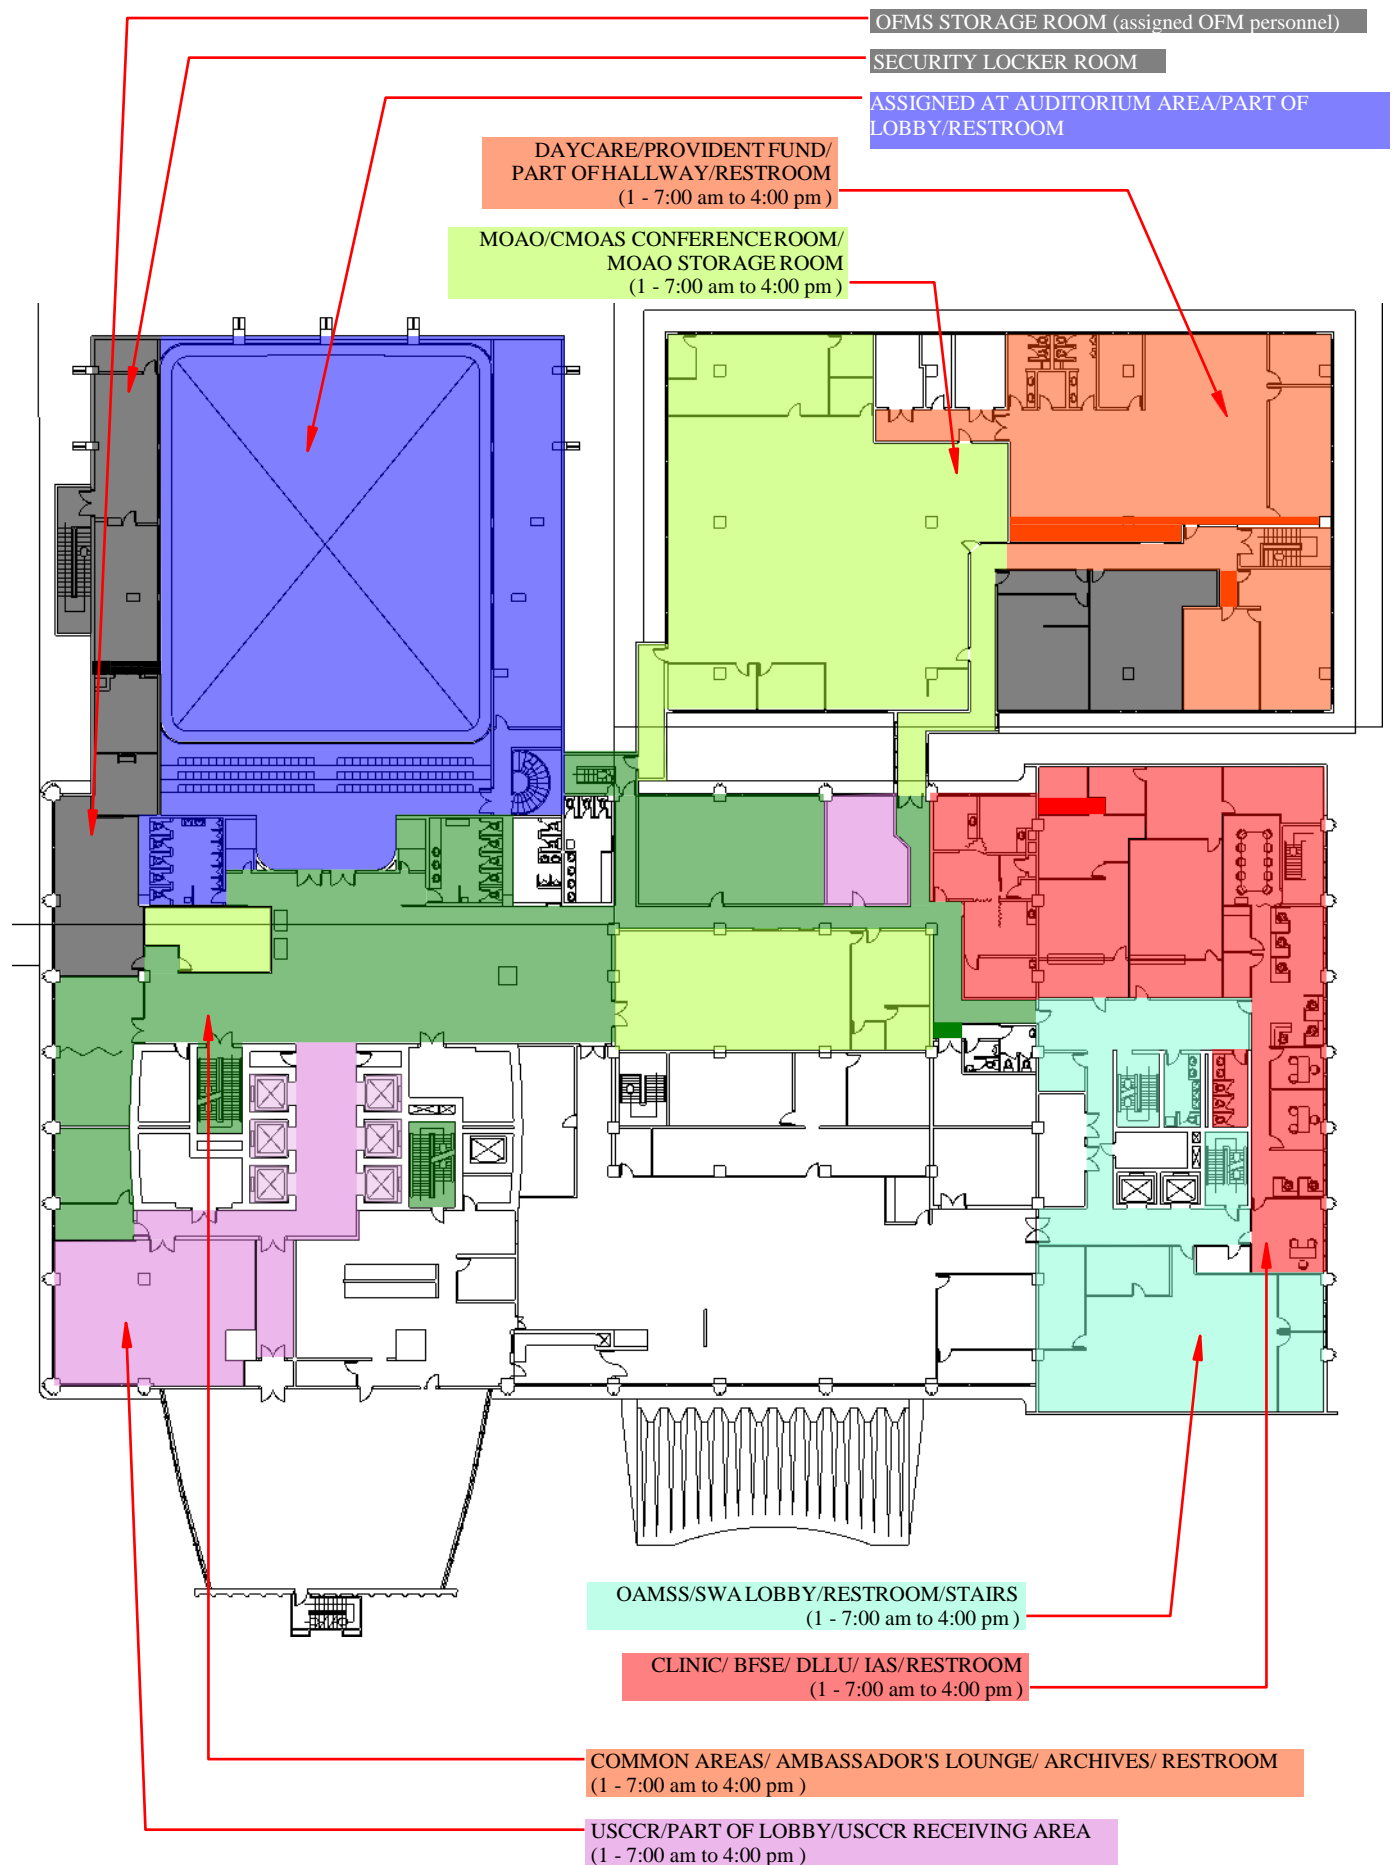 OFMS STORAGE ROOM (assigned OFM personnel)
SECURITY LOCKER ROOM
ASSIGNED AT AUDITORIUM AREA/PART OF
LOBBY/RESTROOM
DAYCARE/PROVIDENT FUND/
PART OF HALLWAY/RESTROOM
(1 - 7:00 am to 4:00 pm )
MOAO/CMOAS CONFERENCE ROOM/
MOAO STORAGE ROOM
(1 - 7:00 am to 4:00 pm )
OAMSS/SWA LOBBY/RESTROOM/STAIRS
(1 - 7:00 am to 4:00 pm )
CLINIC/ BFSE/ DLLU/ IAS/RESTROOM
(1 - 7:00 am to 4:00 pm )
COMMON AREAS/ AMBASSADOR'S LOUNGE/ ARCHIVES/ RESTROOM
(1 - 7:00 am to 4:00 pm )
USCCR/PART OF LOBBY/USCCR RECEIVING AREA
(1 - 7:00 am to 4:00 pm )